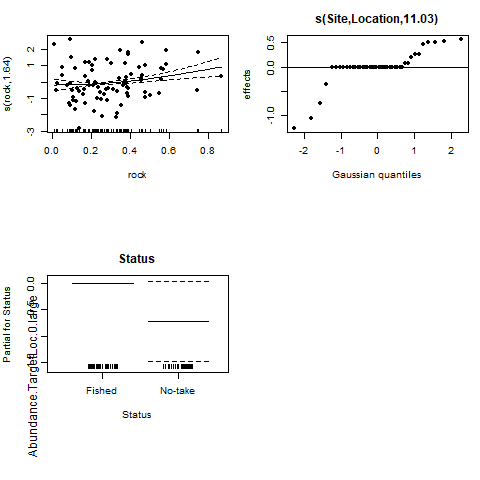 s(rock,1.64)
2
1
-1
-3
0.0
0.2
0.4
0.6
0.8
rock
s(Site,Location,11.03)
effects
0.5
0.0
-1.0
-2
-1
0
1
2
Gaussian quantiles
Status
Partial for Status
Abundance.TargetLoc.0.large
0.0
Fished
No-take
Status